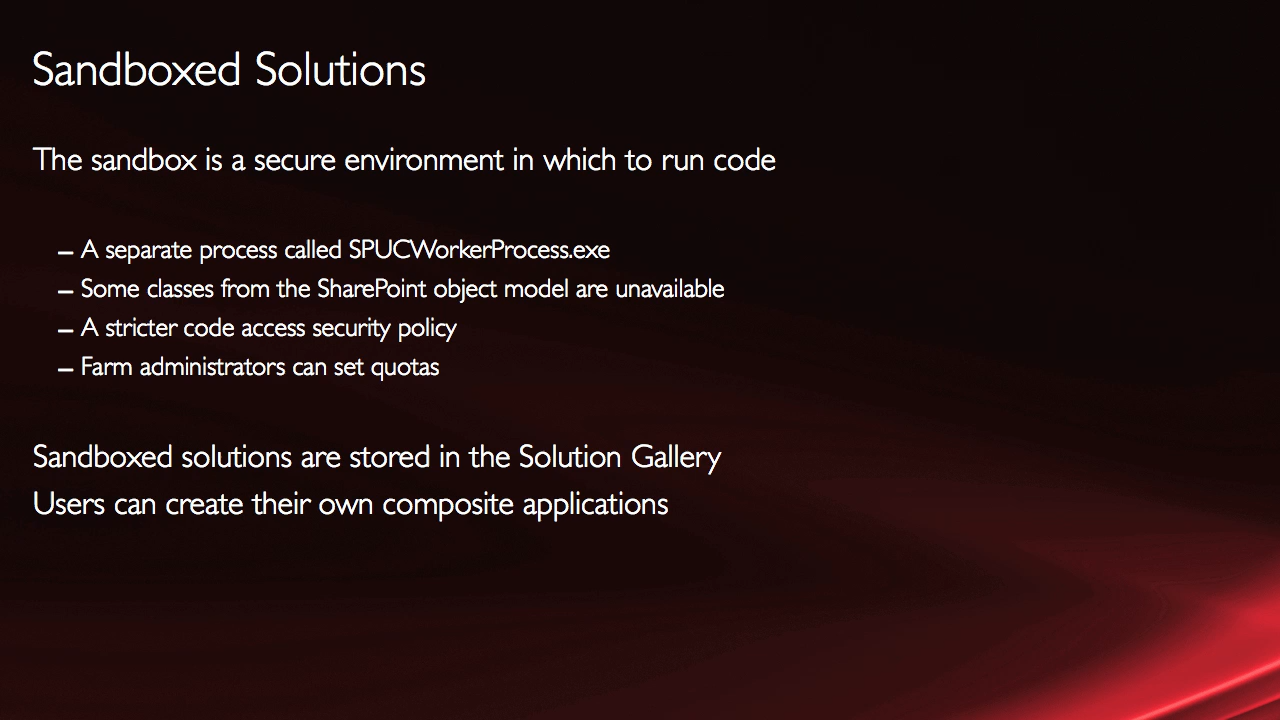 Sandboxed Solutions
The sandbox is a secure environment in which to run code
– A separate process called SPUCWorkerProcess.exe
– Some classes from the SharePoint object model are unavailable
– A stricter code access security policy
– Farm administrators can set quotas
Sandboxed solutions are stored in the Solution Gallery
Users can create their own composite applications